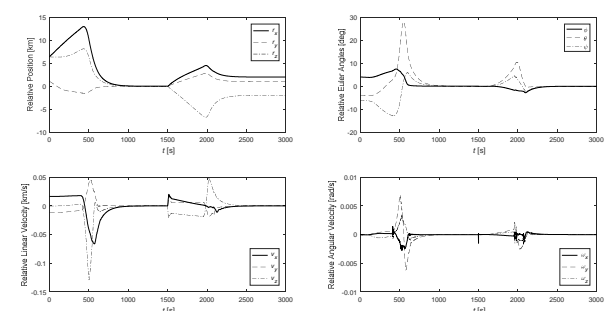 15
10
5
0
-5
-10
0 500 1000 1500 2000 2500 3000
t [s]
Relative Position [km]
r_x
r_y
r_z
30
20
10
0
-10
-20
0 500 1000 1500 2000 2500 3000
t [s]
Relative Euler Angles [deg]
0.05
0
-0.05
-0.1
-0.15
0 500 1000 1500 2000 2500 3000
t [s]
Relative Linear Velocity [km/s]
v_x
v_y
v_z
0.01
0.005
0
-0.005
-0.01
0 500 1000 1500 2000 2500 3000
t [s]
Relative Angular Velocity [rad/s]
ω_x
ω_y
ω_z